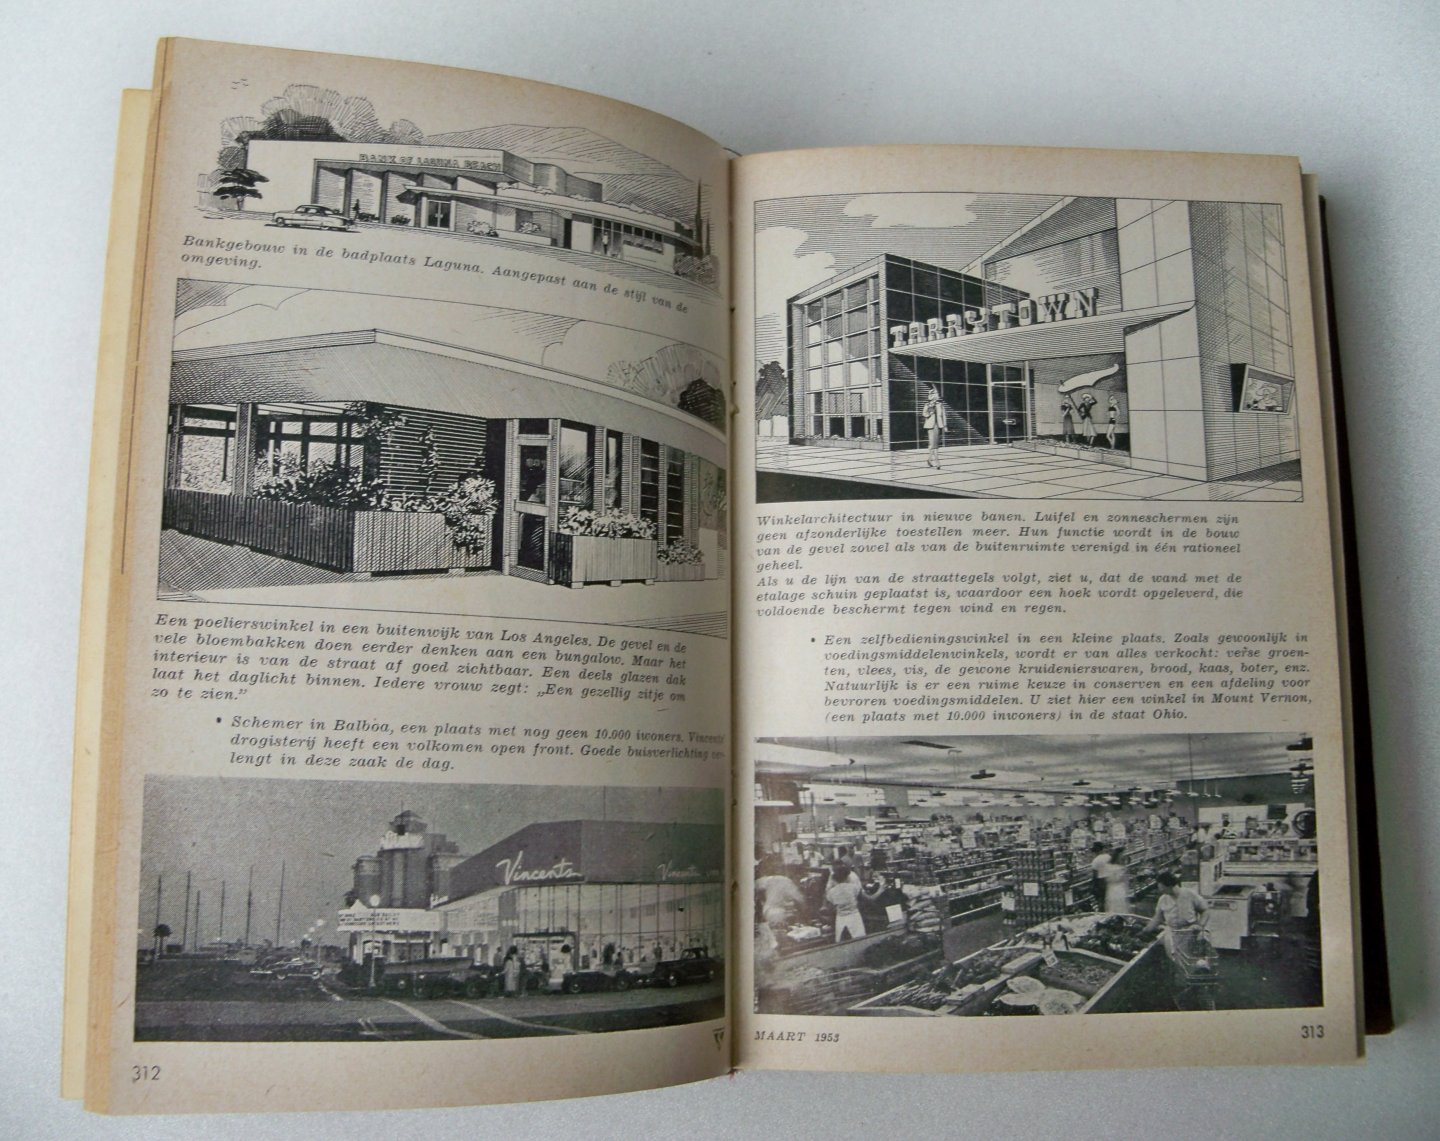 BANK OF LAGUNA BEACH
Bankgebouw in de badplaats Laguna. Aangepast aan de stijl van de
omgeving.
Een poelierswinkel in een buitenwijk van Los Angeles. De gevel en de
vele bloembakken doen eerder denken aan een bungalow. Maar het
interieur is van de straat af goed zichtbaar. Een deels glazen dak
laat het daglicht binnen. Iedere vrouw zegt: „Een gezellig zitje om
zo te zien.”
• Schemer in Balboa, een plaats met nog geen 10.000 iwoners. Vincents'
drogisterij heeft een volkomen open front. Goede buisverlichting
lengt in deze zaak de dag.
Vincents
Vincents
312
TARRYTOWN
Winkelarchitectuur in nieuwe banen. Luifel en zonneschermen zijn
geen afzonderlijke toestellen meer. Hun functie wordt in de bouw
van de gevel zowel als van de buitenruimte verenigd in één rationeel
geheel.
Als u de lijn van de straattegels volgt, ziet u, dat de wand met de
etalage schuin geplaatst is, waardoor een hoek wordt opgeleverd, die
voldoende beschermt tegen wind en regen.
• Een zelfbedieningswinkel in een kleine plaats. Zoals gewoonlijk in
voedingsmiddelenwinkels, wordt er van alles verkocht: verse groen-
ten, vlees, vis, de gewone kruidenierswaren, brood, kaas, boter, enz.
Natuurlijk is er een ruime keuze in conserven en een afdeling voor
bevroren voedingsmiddelen. U ziet hier een winkel in Mount Vernon,
(een plaats met 10.000 inwoners) in de staat Ohio.
MAART 1953
313